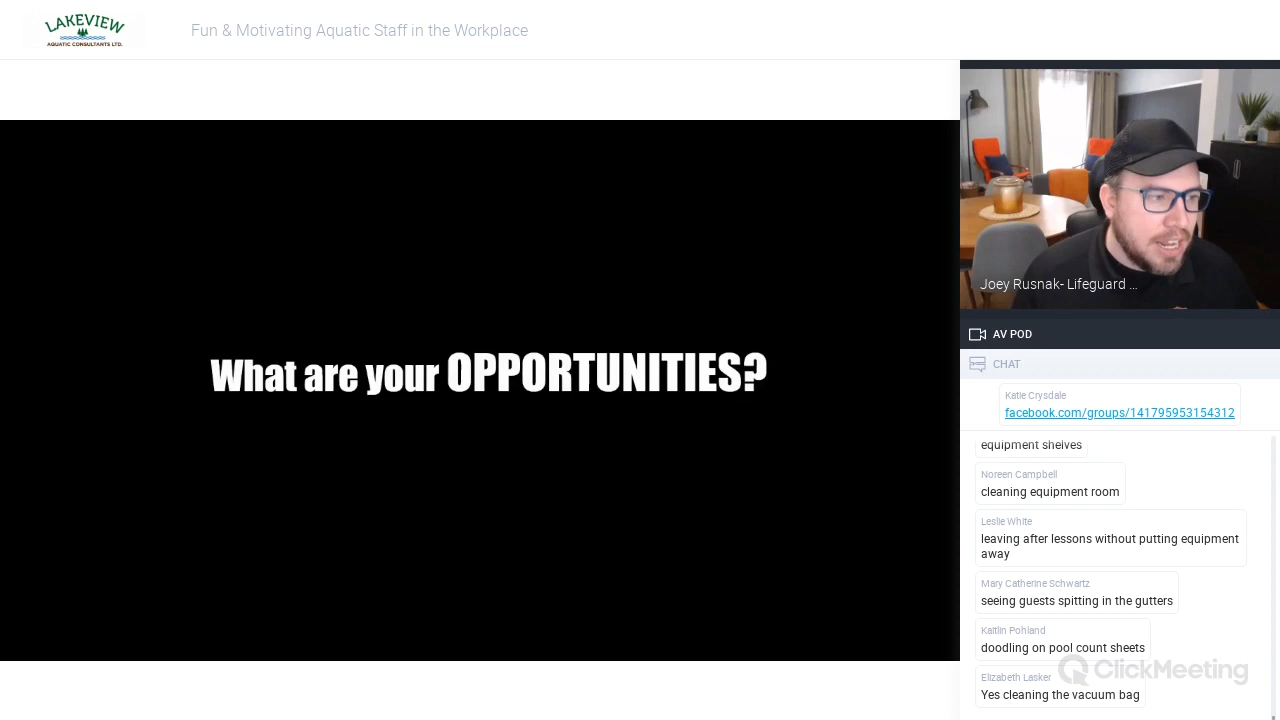 LAKEVIEW
AQUATIC CONSULTANTS LTD.
Fun & Motivating Aquatic Staff in the Workplace
What are your OPPORTUNITIES?
Joey Rusnak- Lifeguard ...
AV POD
CHAT
Katie Crysdale
facebook.com/groups/141795953154312
equipment shelves
Noreen Campbell
cleaning equipment room
Leslie White
leaving after lessons without putting equipment
away
Mary Catherine Schwartz
seeing guests spitting in the gutters
Kaitlin Pohland
doodling on pool count sheets
Elizabeth Lasker
Yes cleaning the vacuum bag
ClickMeeting